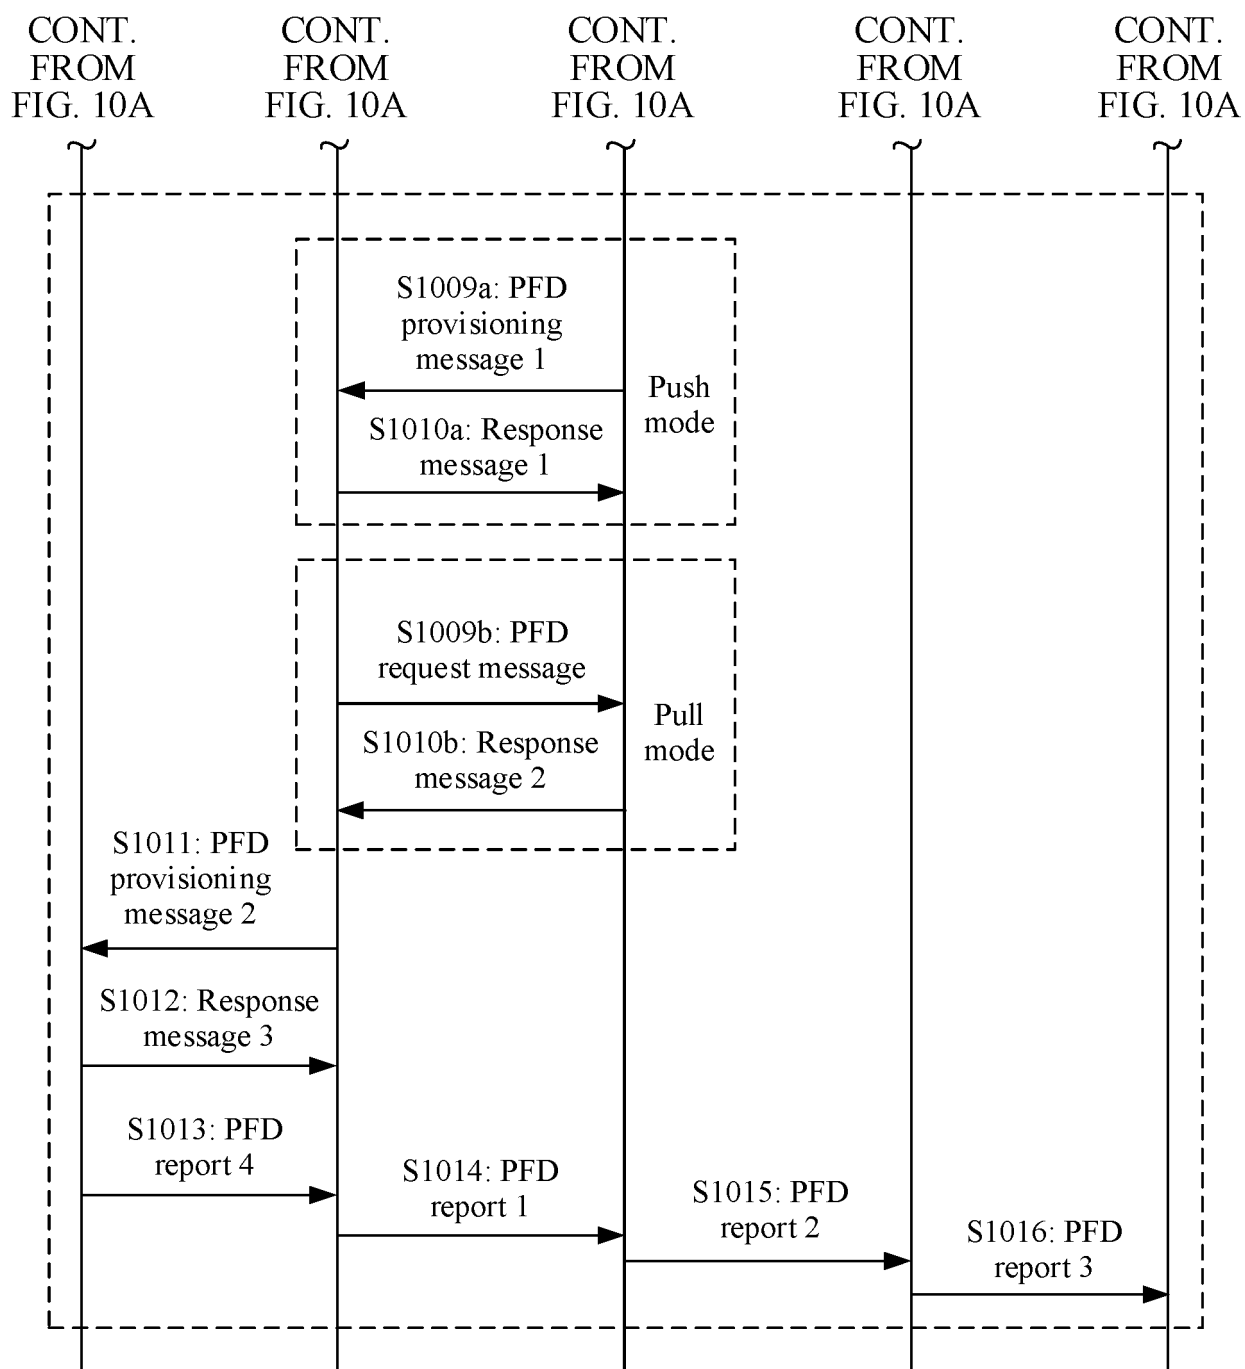 CONT.
FROM
FIG. 10A
CONT.
FROM
FIG. 10A
CONT.
FROM
FIG. 10A
CONT.
FROM
FIG. 10A
CONT.
FROM
FIG. 10A
S1009a: PFD
provisioning
message 1
Push
mode
S1010a: Response
message 1
S1009b: PFD
request message
Pull
mode
S1010b: Response
message 2
S1011: PFD
provisioning
message 2
S1012: Response
message 3
S1013: PFD
report 4
S1014: PFD
report 1
S1015: PFD
report 2
S1016: PFD
report 3